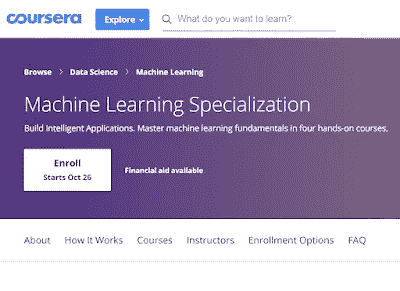 coursera
Explore
What do you want to learn?
Browse > Data Science > Machine Learning
Machine Learning Specialization
Build Intelligent Applications. Master machine learning fundamentals in four hands-on courses.
Enroll
Starts Oct 26
Financial aid available
About How It Works Courses Instructors Enrollment Options FAQ